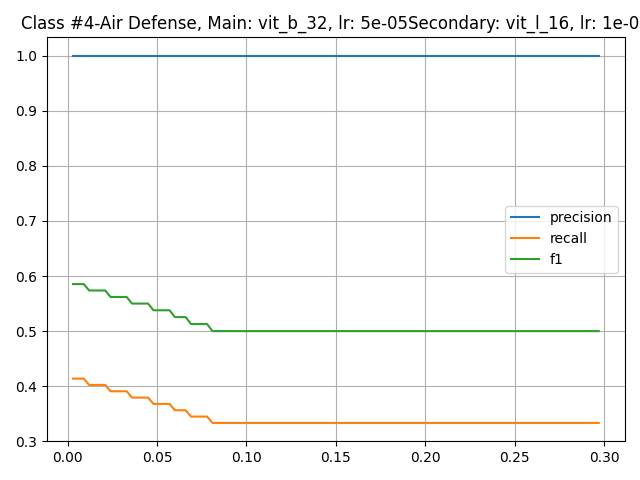 Class #4-Air Defense, Main: vit_b_32, lr: 5e-05Secondary: vit_l_16, lr: 1e-0
1.0
0.9
0.8
0.7
0.6
0.5
0.4
0.3
precision
recall
f1
0.00 0.05 0.10 0.15 0.20 0.25 0.30